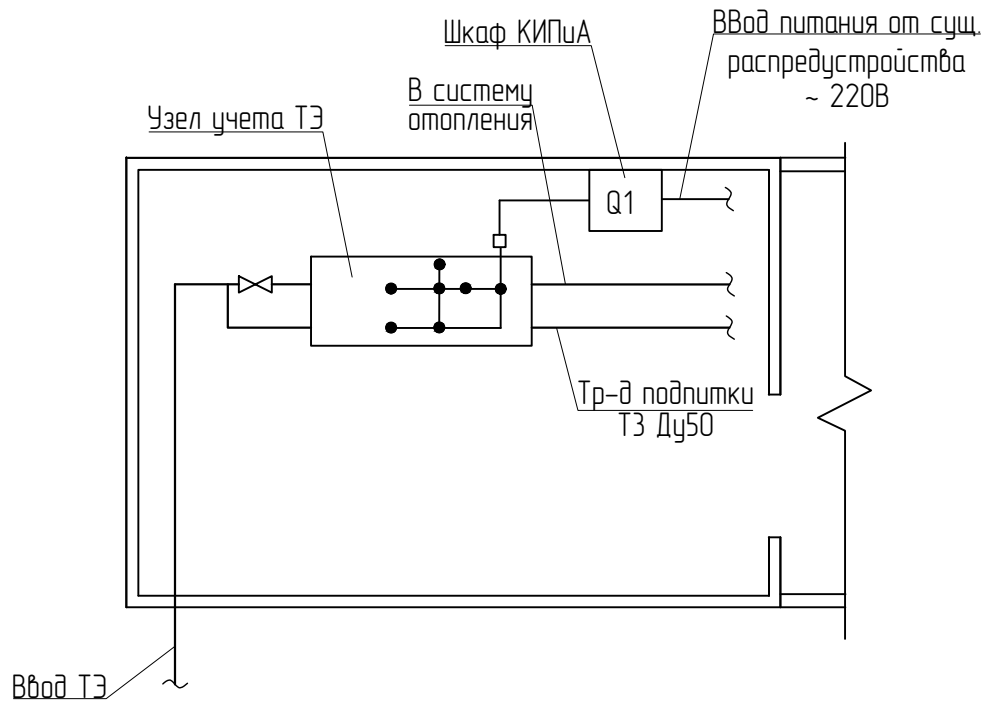 Шкаф КИПиА
ВВод питания от сущ.
распредустройства
~ 220В
В систему
отопления
Узел учета ТЭ
Q1
Тр-д подпитки
Т3 Ду50
Ввод ТЭ